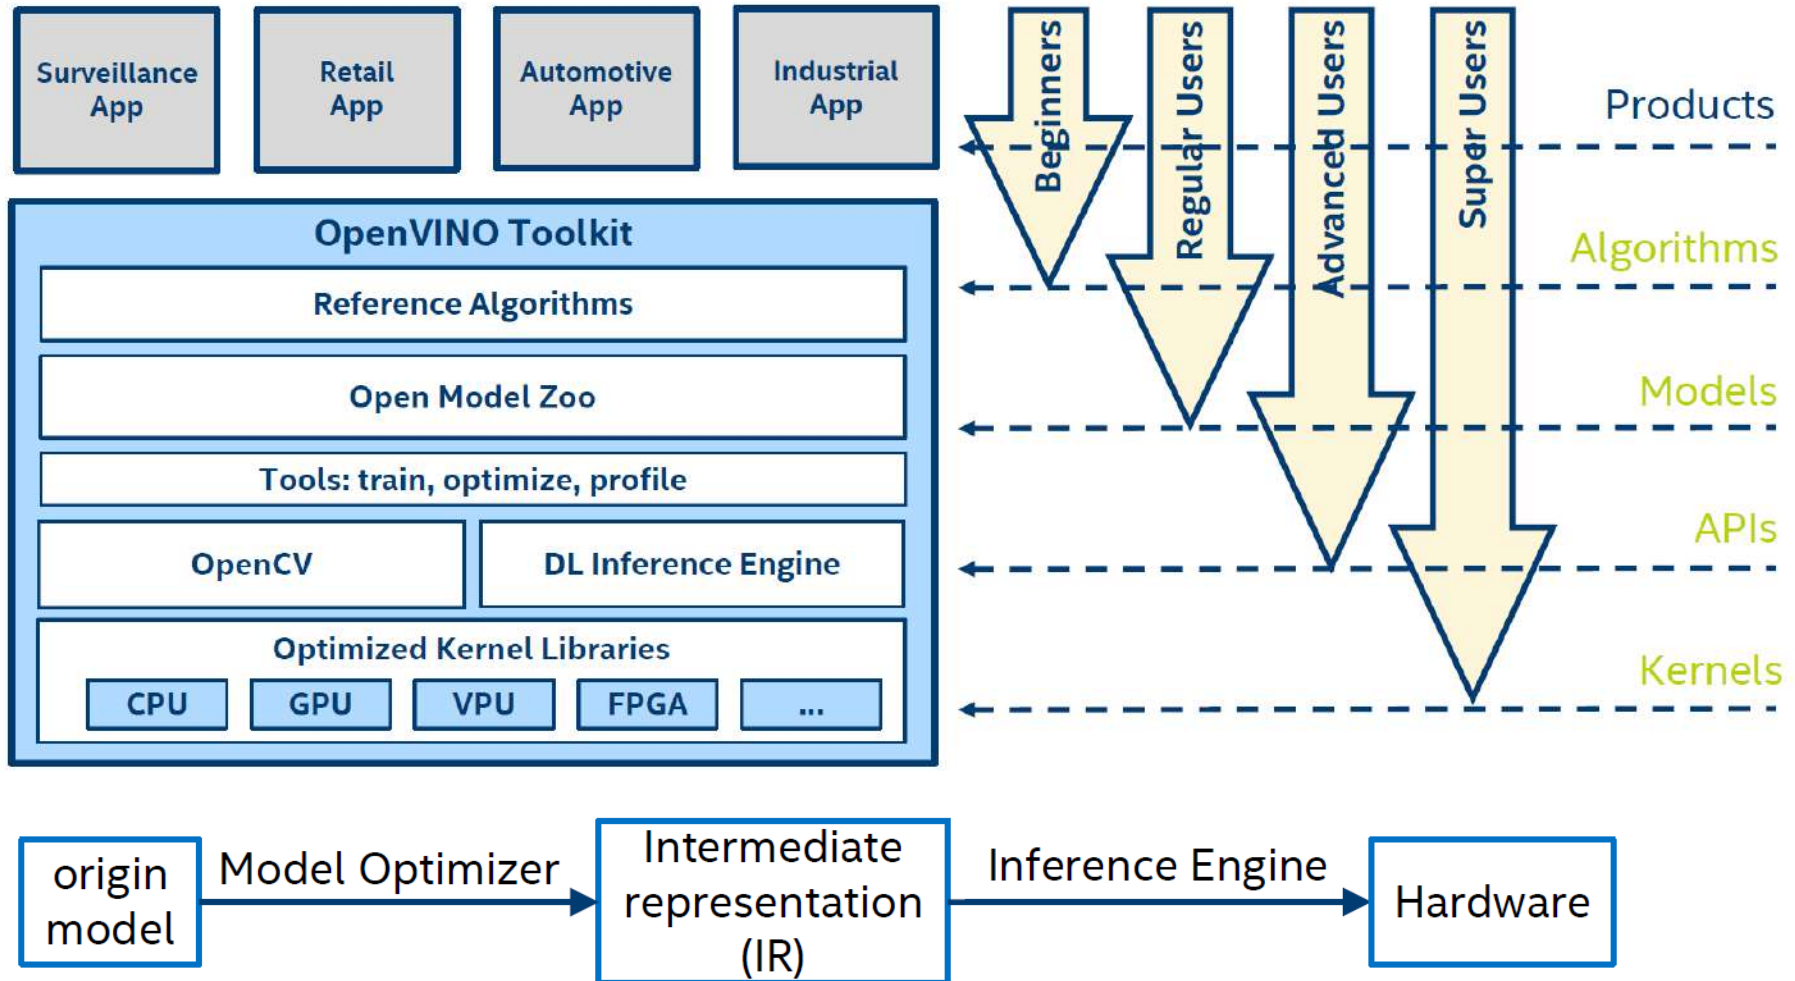 Surveillance
App
Retail
App
Automotive
App
Industrial
App
OpenVINO Toolkit
Reference Algorithms
Open Model Zoo
Tools: train, optimize, profile
OpenCV
DL Inference Engine
Optimized Kernel Libraries
CPU
GPU
VPU
FPGA
...
Beginners
Regular Users
Advanced Users
Super Users
Products
Algorithms
Models
APIs
Kernels
origin
model
Model Optimizer
Intermediate
representation
(IR)
Inference Engine
Hardware